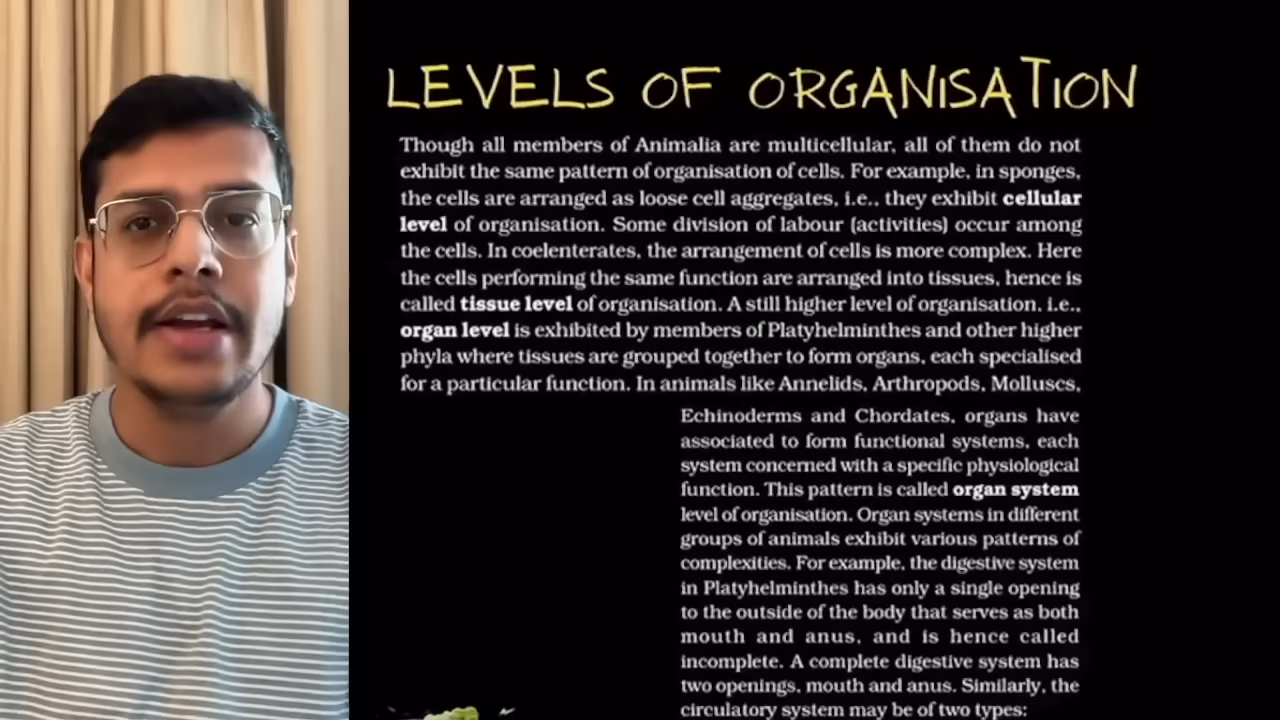 LEVELS OF ORGANISATION
Though all members of Animalia are multicellular, all of them do not
exhibit the same pattern of organisation of cells. For example, in sponges,
the cells are arranged as loose cell aggregates, i.e., they exhibit cellular
level of organisation. Some division of labour (activities) occur among
the cells. In coelenterates, the arrangement of cells is more complex. Here
the cells performing the same function are arranged into tissues, hence is
called tissue level of organisation. A still higher level of organisation, i.e.,
organ level is exhibited by members of Platyhelminthes and other higher
phyla where tissues are grouped together to form organs, each specialised
for a particular function. In animals like Annelids, Arthropods, Molluscs,
Echinoderms and Chordates, organs have
associated to form functional systems, each
system concerned with a specific physiological
function. This pattern is called organ system
level of organisation. Organ systems in different
groups of animals exhibit various patterns of
complexities. For example, the digestive system
in Platyhelminthes has only a single opening
to the outside of the body that serves as both
mouth and anus, and is hence called
incomplete. A complete digestive system has
two openings, mouth and anus. Similarly, the
circulatory system may be of two types: